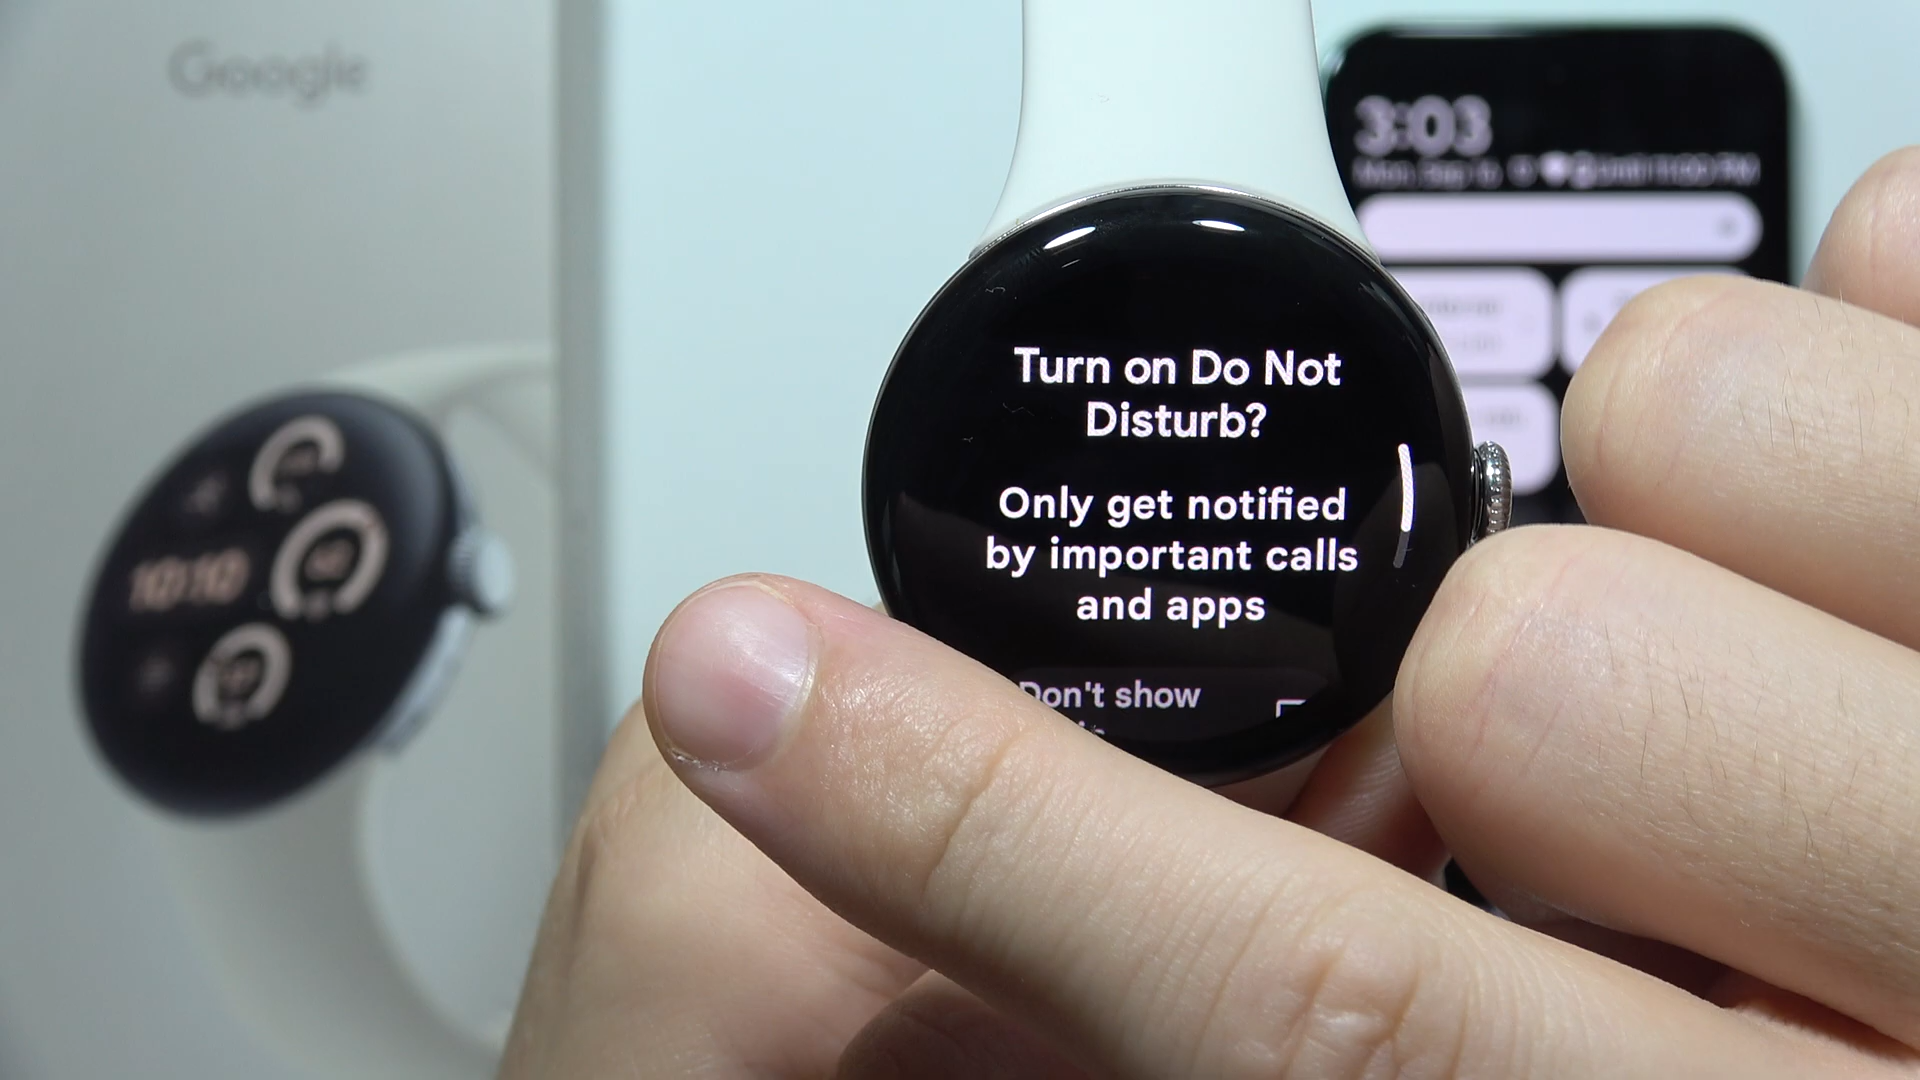 Google
3:03
10:10
Turn on Do Not
Disturb?
Only get notified
by important calls
and apps
Don't show